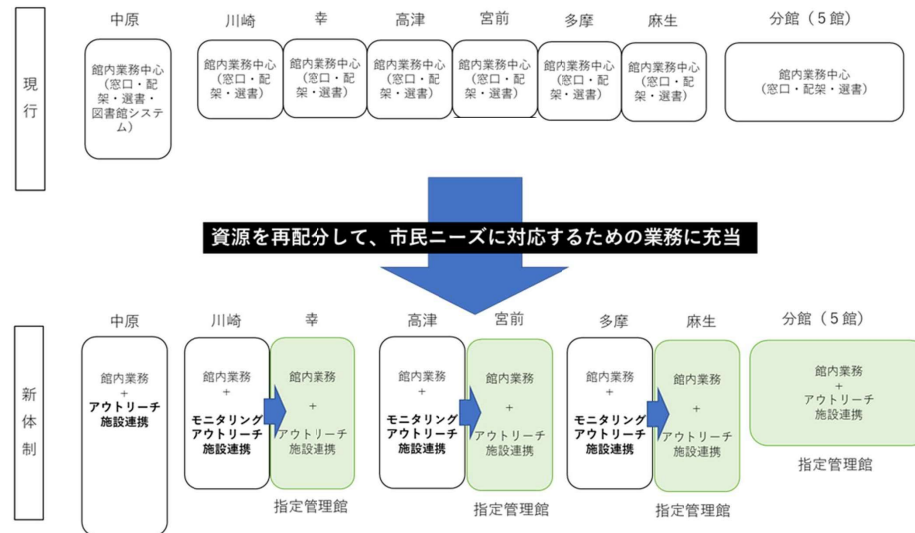 中原
川崎
幸
高津
宮前
多摩
麻生
分館（５館）
現行
館内業務中心
（窓口・配
架・選書・
図書館システ
ム）
館内業務中心
（窓口・配
架・選書）
館内業務中心
（窓口・配
架・選書）
館内業務中心
（窓口・配
架・選書）
館内業務中心
（窓口・配
架・選書）
館内業務中心
（窓口・配
架・選書）
館内業務中心
（窓口・配
架・選書）
館内業務中心
（窓口・配架・選書）
資源を再配分して、市民ニーズに対応するための業務に充当
中原
川崎
幸
高津
宮前
多摩
麻生
分館（５館）
新体制
館内業務
+
アウトリーチ
施設連携
館内業務
+
モニタリング
アウトリーチ
施設連携
館内業務
+
アウトリーチ
施設連携
館内業務
+
モニタリング
アウトリーチ
施設連携
館内業務
+
アウトリーチ
施設連携
館内業務
+
モニタリング
アウトリーチ
施設連携
館内業務
+
アウトリーチ
施設連携
館内業務
+
アウトリーチ
施設連携
指定管理館
指定管理館
指定管理館
指定管理館